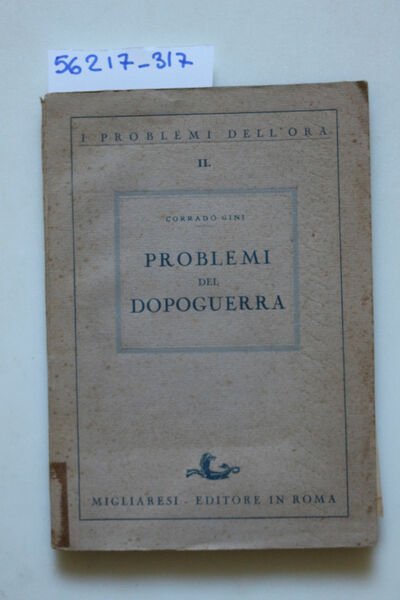 56217-317
I PROBLEMI DELL'ORA
II.
CORRADO GINI
PROBLEMI
DEL
DOPOGUERRA
MIGLIARESI - EDITORE IN ROMA